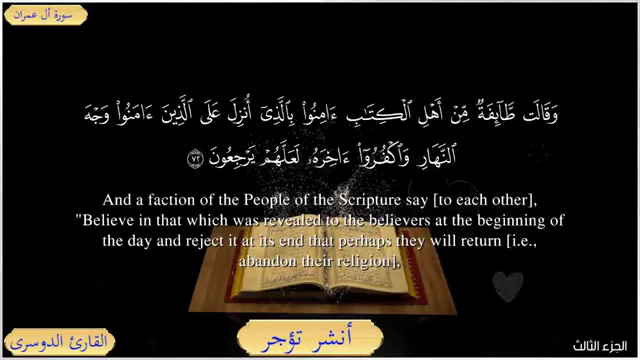 سورة آل عمران
وَقَالَت طَّآئِفَةٌ مِّنْ أَهْلِ ٱلْكِتَٰبِ ءَامِنُوا۟ بِٱلَّذِىٓ أُنزِلَ عَلَى ٱلَّذِينَ ءَامَنُوا۟ وَجْهَ
ٱلنَّهَارِ وَٱكْفُرُوٓا۟ ءَاخِرَهُۥ لَعَلَّهُمْ يَرْجِعُونَ ٧٢
And a faction of the People of the Scripture say [to each other],
"Believe in that which was revealed to the believers at the beginning of
the day and reject it at its end that perhaps they will return [i.e.,
abandon their religion],
القارئ الدوسرى
أنشر تؤجر
الجزء الثالث